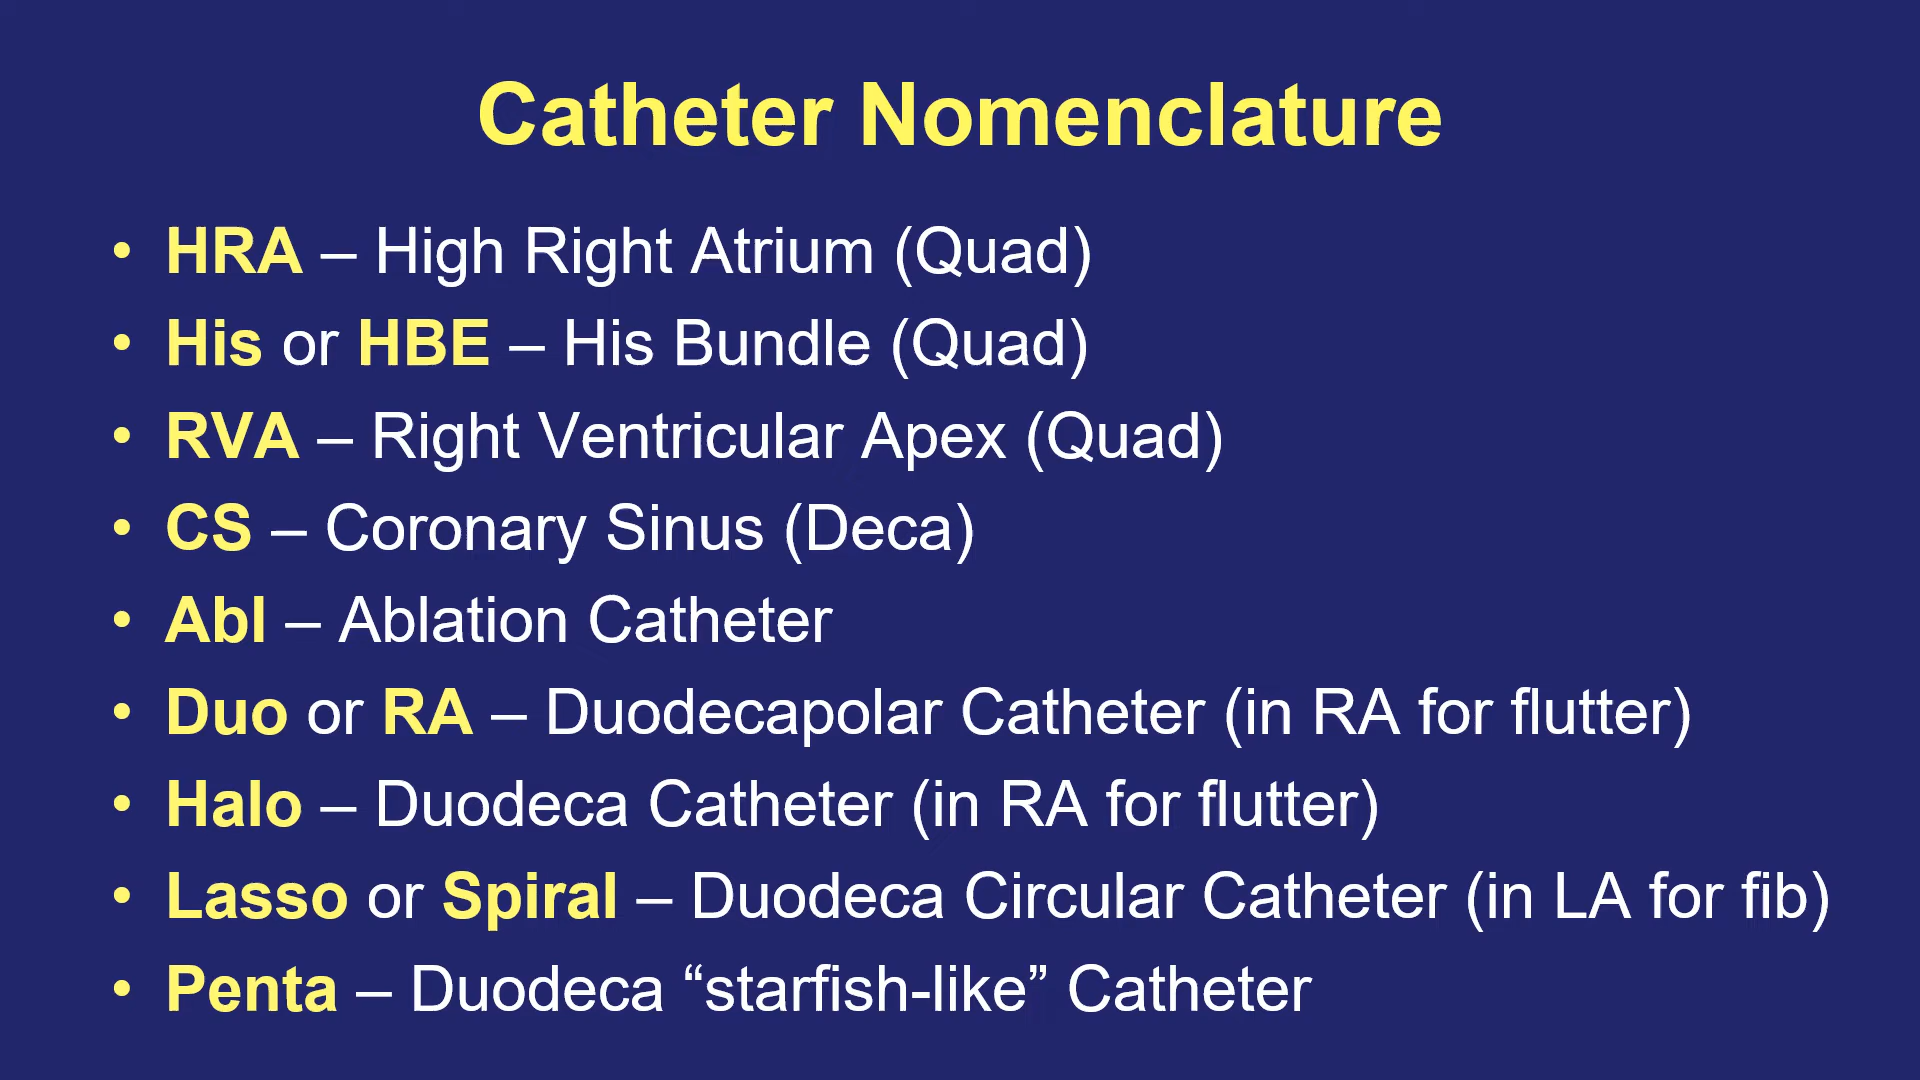 Catheter Nomenclature
• HRA – High Right Atrium (Quad)
• His or HBE – His Bundle (Quad)
• RVA – Right Ventricular Apex (Quad)
• CS – Coronary Sinus (Deca)
• Abl – Ablation Catheter
• Duo or RA – Duodecapolar Catheter (in RA for flutter)
• Halo – Duodeca Catheter (in RA for flutter)
• Lasso or Spiral – Duodeca Circular Catheter (in LA for fib)
• Penta – Duodeca “starfish-like” Catheter